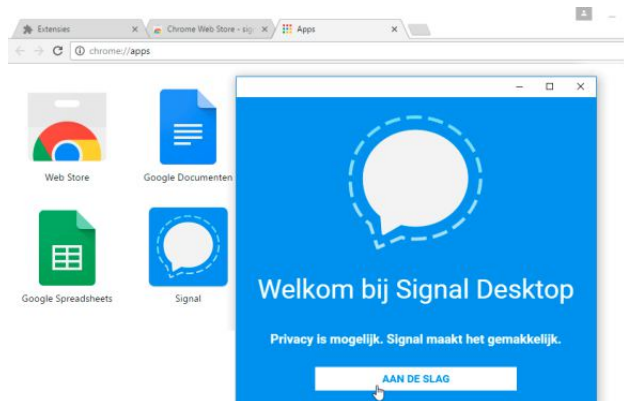 Extensies
Chrome Web Store - sig
Apps
chrome://apps
Web Store
Google Documenten
Google Spreadsheets
Signal
Welkom bij Signal Desktop
Privacy is mogelijk. Signal maakt het gemakkelijk.
AAN DE SLAG